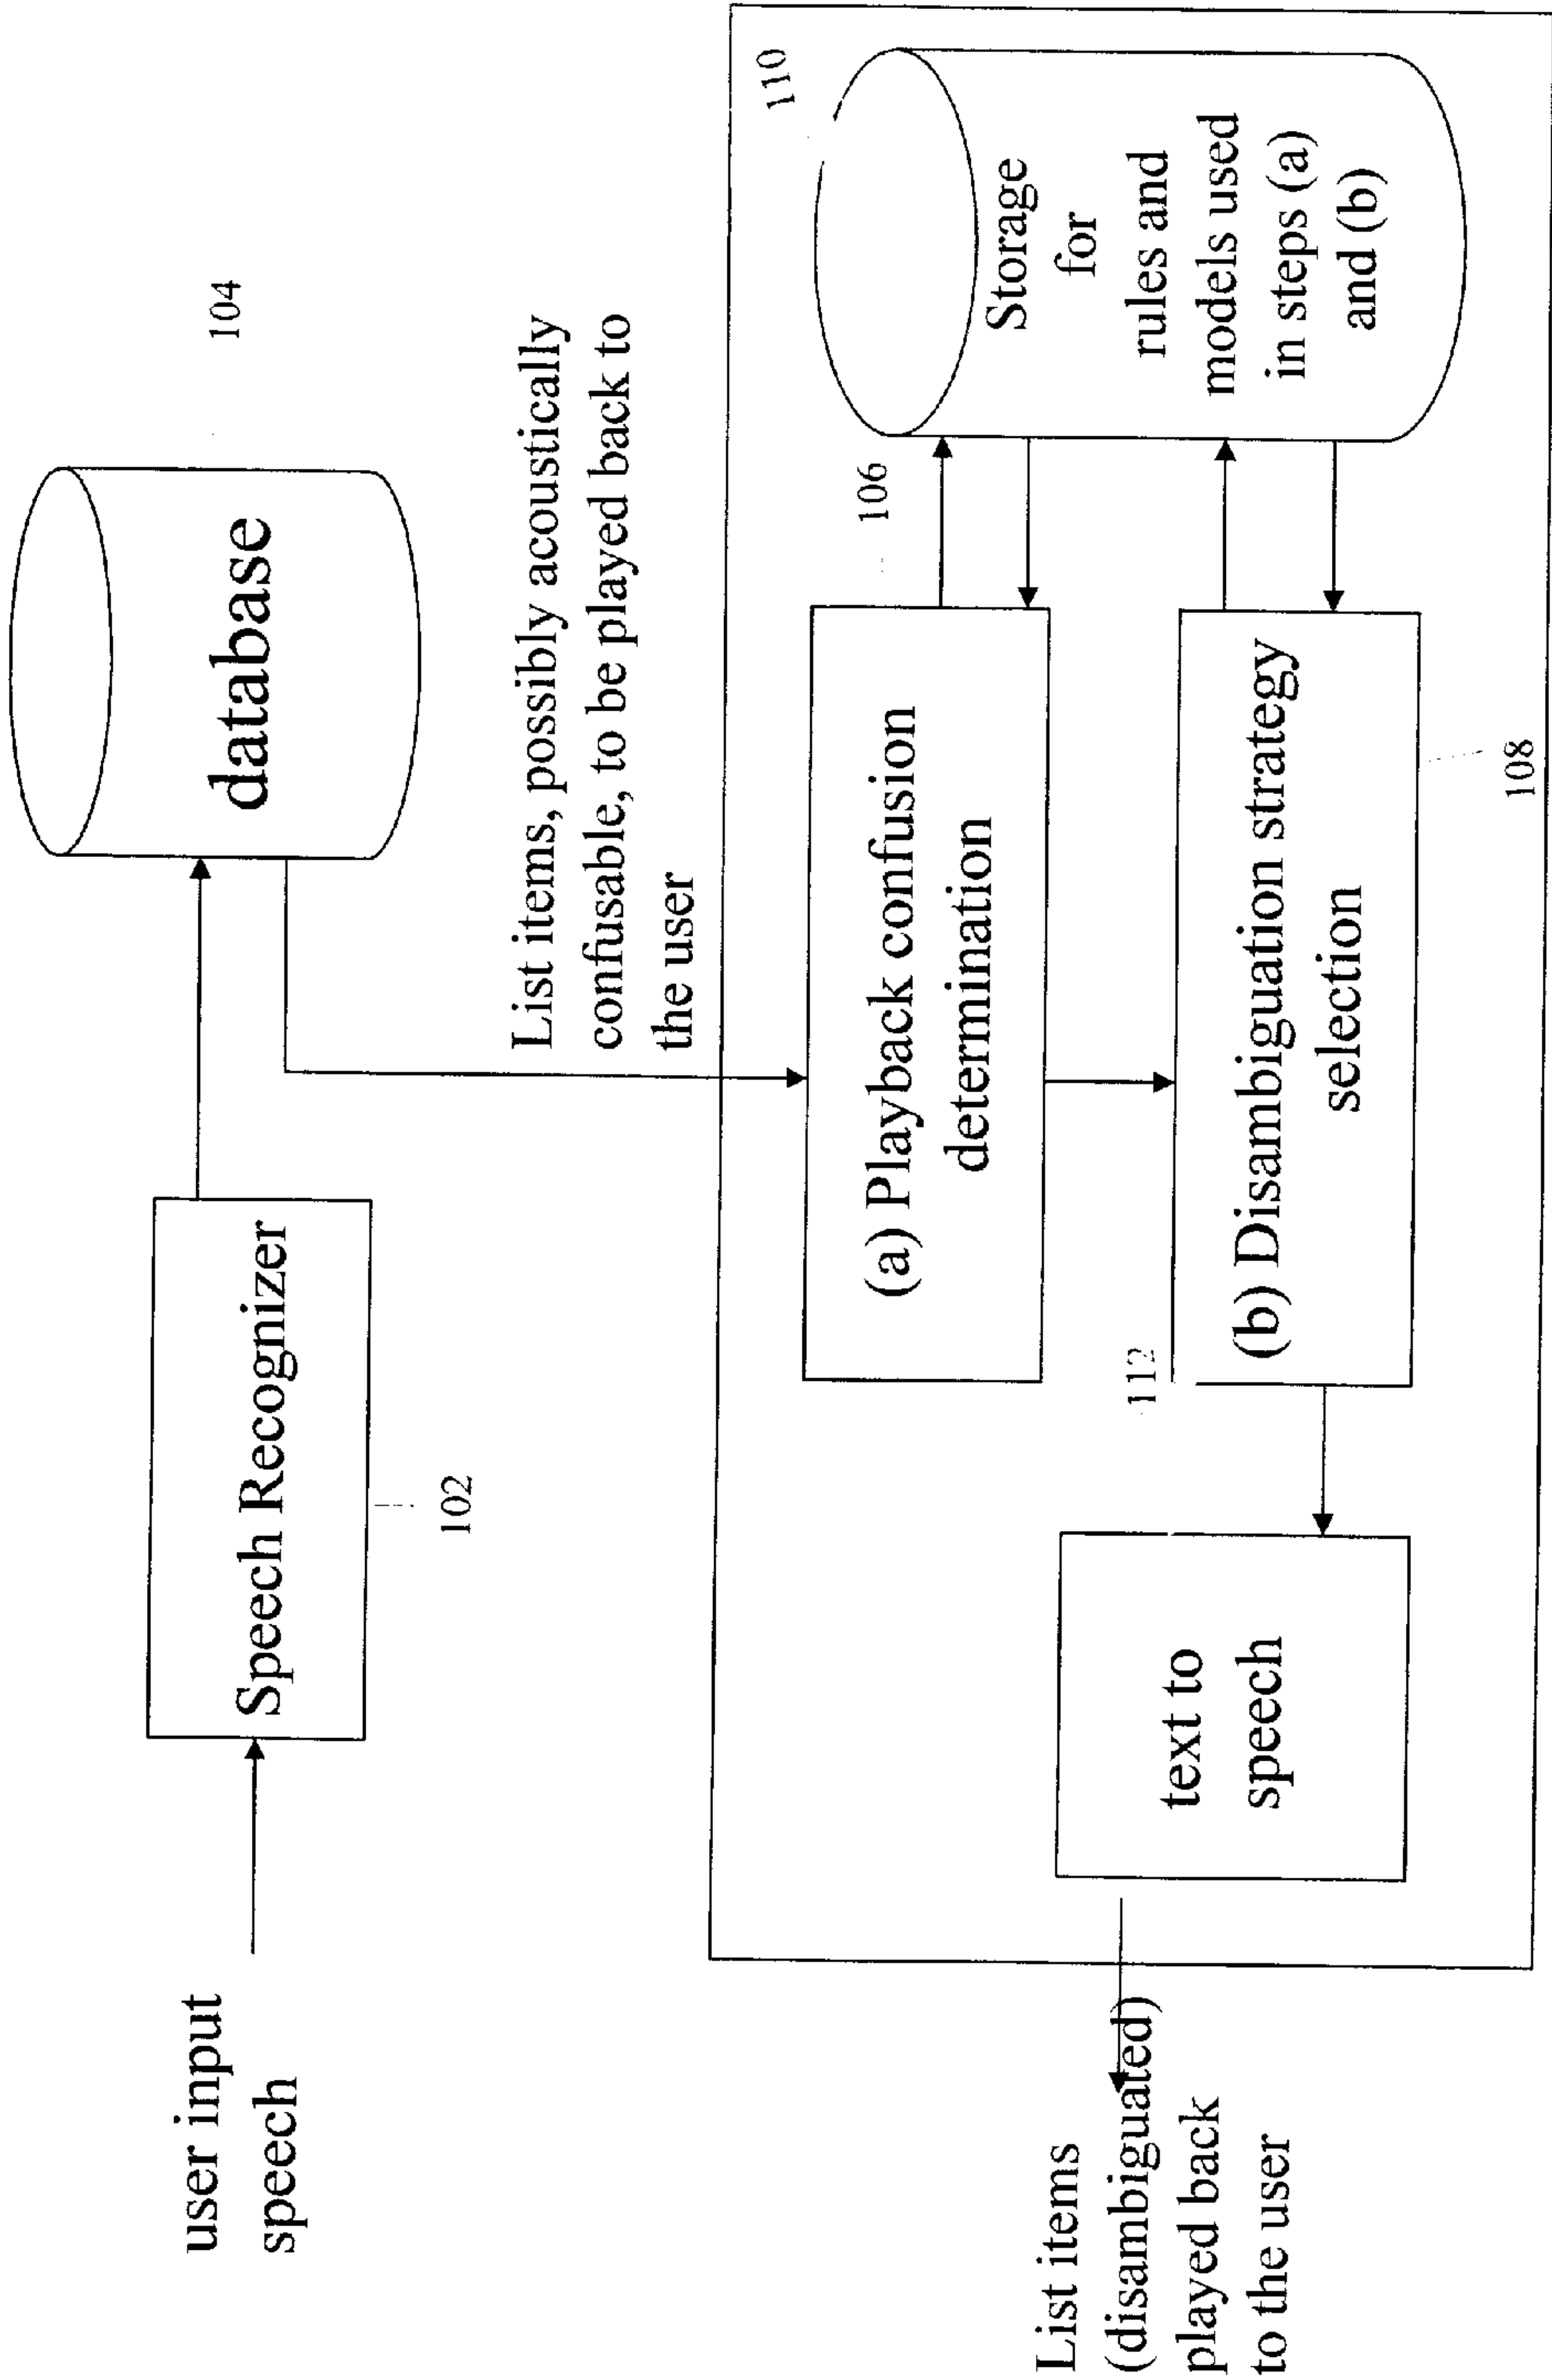 user input
speech
Speech Recognizer
102
database
104
List items, possibly acoustically
confusable, to be played back to
the user
(a) Playback confusion
determination
106
110
Storage
for
rules and
models used
in steps (a)
and (b)
112
(b) Disambiguation strategy
selection
108
text to
speech
List items
(disambiguated)
played back
to the user